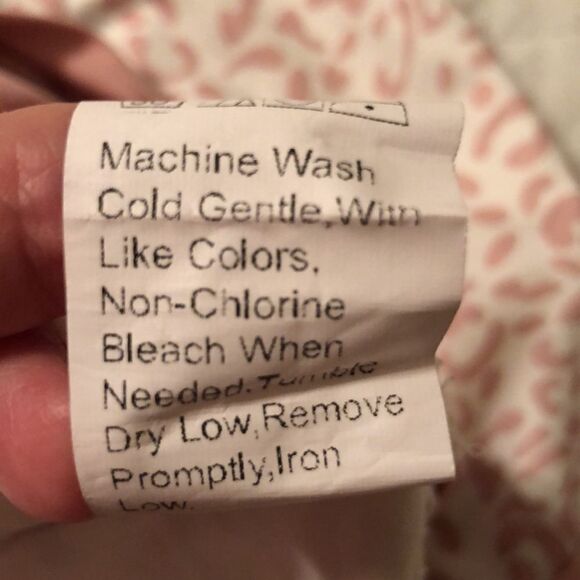 Machine Wash
Cold Gentle,With
Like Colors,
Non-Chlorine
Bleach When
Needed.Tumble
Dry Low,Remove
Promptly,Iron
Low.